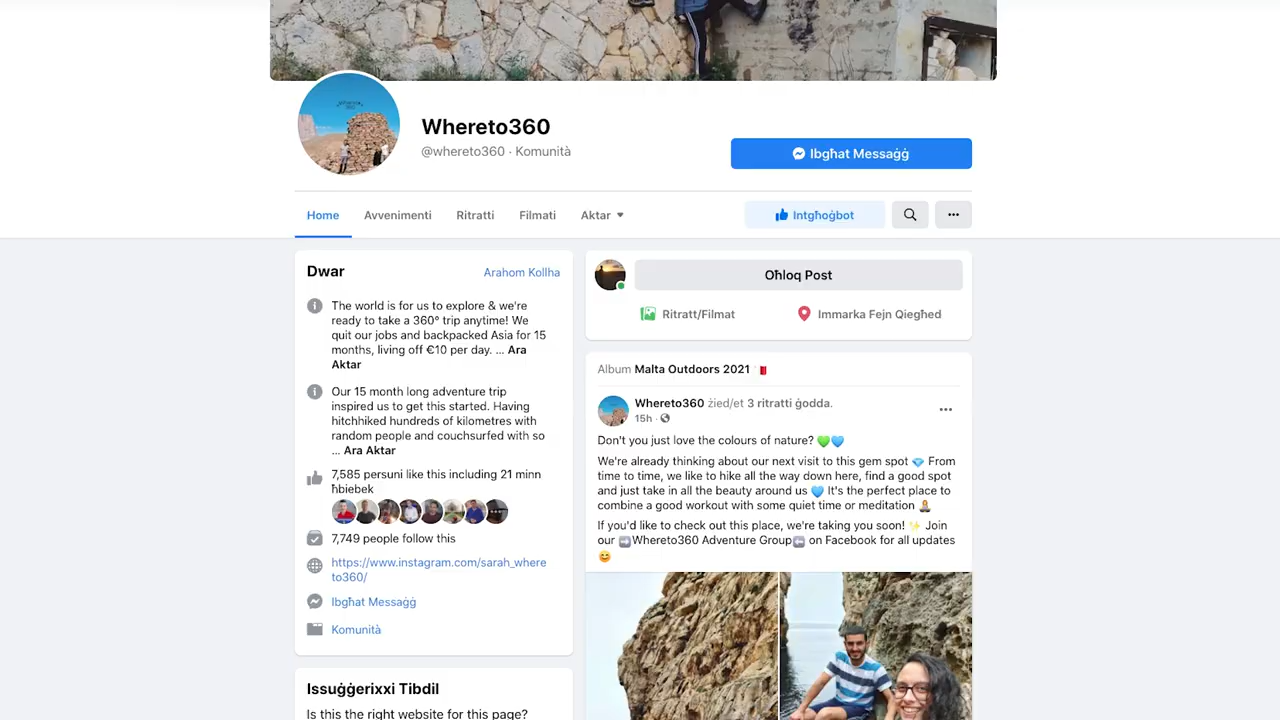 Whereto360
@whereto360 · Komunità
Ibgħat Messaġġ
Home
Avvenimenti
Ritratti
Filmati
Aktar
Intgħoġbot
Dwar
Arahom Kollha
The world is for us to explore & we're
ready to take a 360° trip anytime! We
quit our jobs and backpacked Asia for 15
months, living off €10 per day. ... Ara
Aktar
Our 15 month long adventure trip
inspired us to get this started. Having
hitchhiked hundreds of kilometres with
random people and couchsurfed with so
... Ara Aktar
7,585 persuni like this including 21 minn
ħbiebek
7,749 people follow this
https://www.instagram.com/sarah_where
to360/
Ibgħat Messaġġ
Komunità
Issuġġerixxi Tibdil
Is this the right website for this page?
Oħloq Post
Ritratt/Filmat
Immarka Fejn Qiegħed
Album Malta Outdoors 2021
Whereto360 żied/et 3 ritratti ġodda.
15h ·
Don't you just love the colours of nature? 💚💙
We're already thinking about our next visit to this gem spot 💎 From
time to time, we like to hike all the way down here, find a good spot
and just take in all the beauty around us 💙 It's the perfect place to
combine a good workout with some quiet time or meditation 🧘
If you'd like to check out this place, we're taking you soon! ✨ Join
our ➡️Whereto360 Adventure Group⬅️ on Facebook for all updates
😊